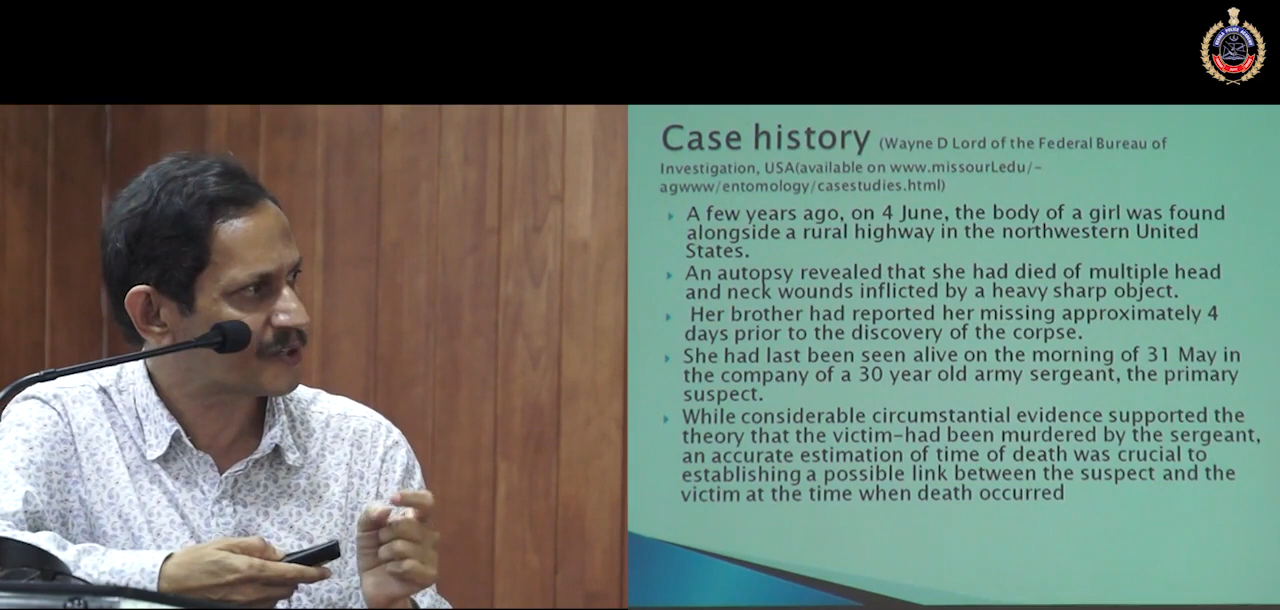 Case history (Wayne D Lord of the Federal Bureau of
Investigation, USA(available on www.missourLedu/-
agwww/entomology/casestudies.html)
A few years ago, on 4 June, the body of a girl was found
alongside a rural highway in the northwestern United
States.
An autopsy revealed that she had died of multiple head
and neck wounds inflicted by a heavy sharp object.
Her brother had reported her missing approximately 4
days prior to the discovery of the corpse.
She had last been seen alive on the morning of 31 May in
the company of a 30 year old army sergeant, the primary
suspect.
While considerable circumstantial evidence supported the
theory that the victim-had been murdered by the sergeant,
an accurate estimation of time of death was crucial to
establishing a possible link between the suspect and the
victim at the time when death occurred